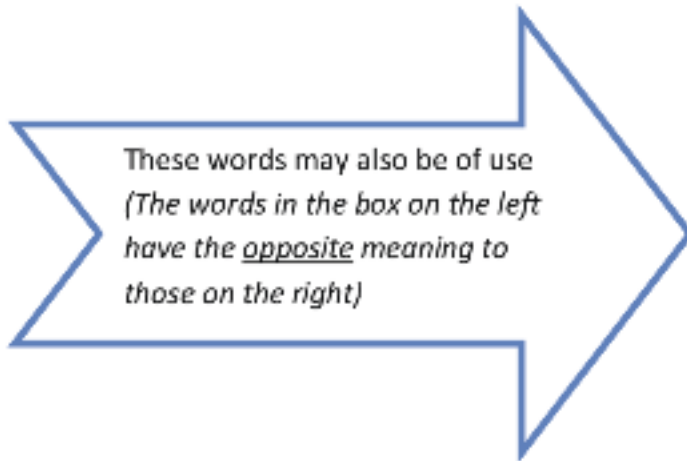 These words may also be of use
(The words in the box on the left
have the opposite meaning to
those on the right)